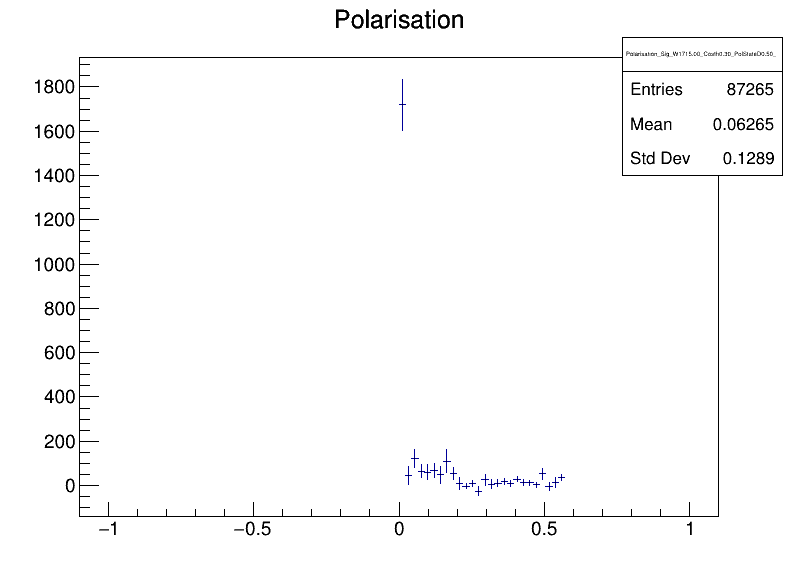 Polarisation
Polarisation_Sig_W1715.00_Costh0.30_PolStateD0.50_
Entries 87265
Mean 0.06265
Std Dev 0.1289
1800
1600
1400
1200
1000
800
600
400
200
0
−1 −0.5 0 0.5 1